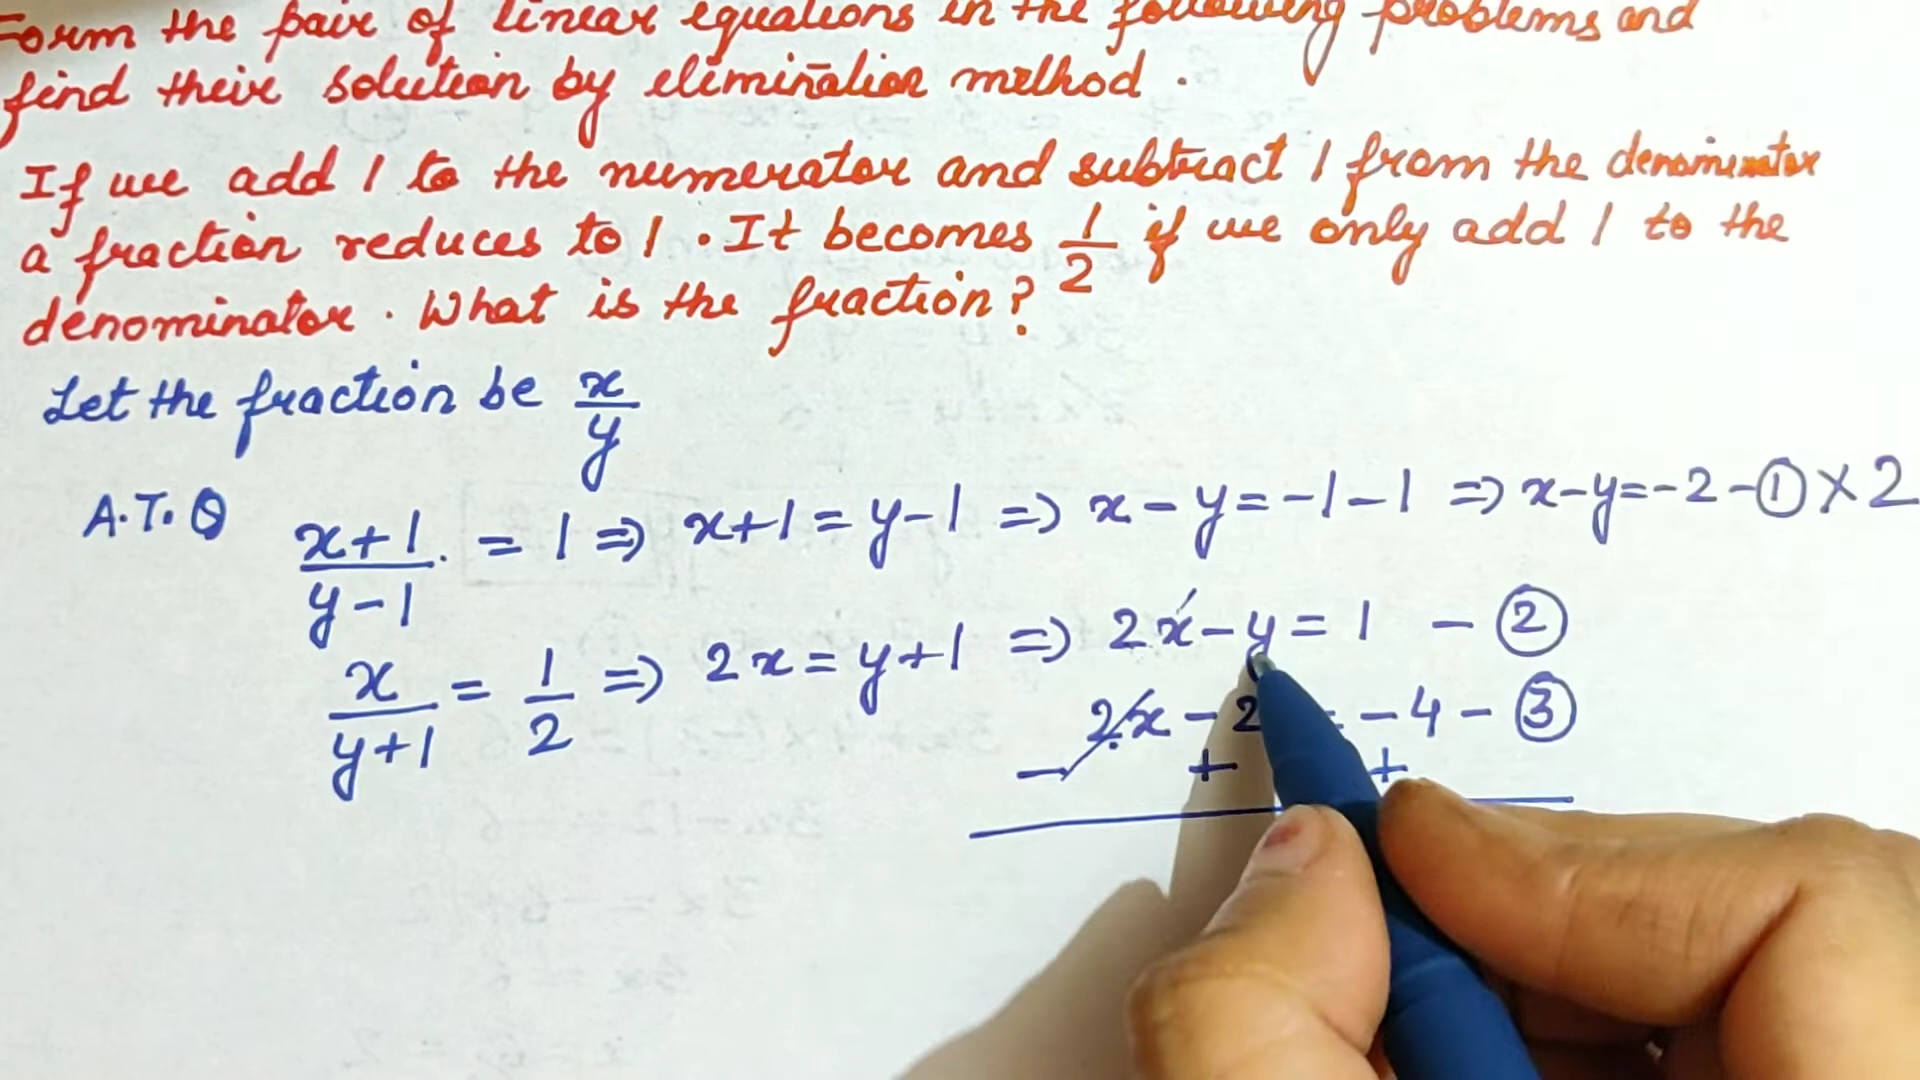 Form the pair of linear equations in the following problems and
find their solution by elimination method.
If we add 1 to the numerator and subtract 1 from the denominator
a fraction reduces to 1. It becomes 1/2 if we only add 1 to the
denominator. What is the fraction?
Let the fraction be x/y
A.T.Q (x+1)/(y-1) = 1 => x+1 = y-1 => x-y = -1-1 => x-y = -2 - ① × 2
x/(y+1) = 1/2 => 2x = y+1 => 2x-y = 1 - ②
2x - 2 = -4 - ③
- + +